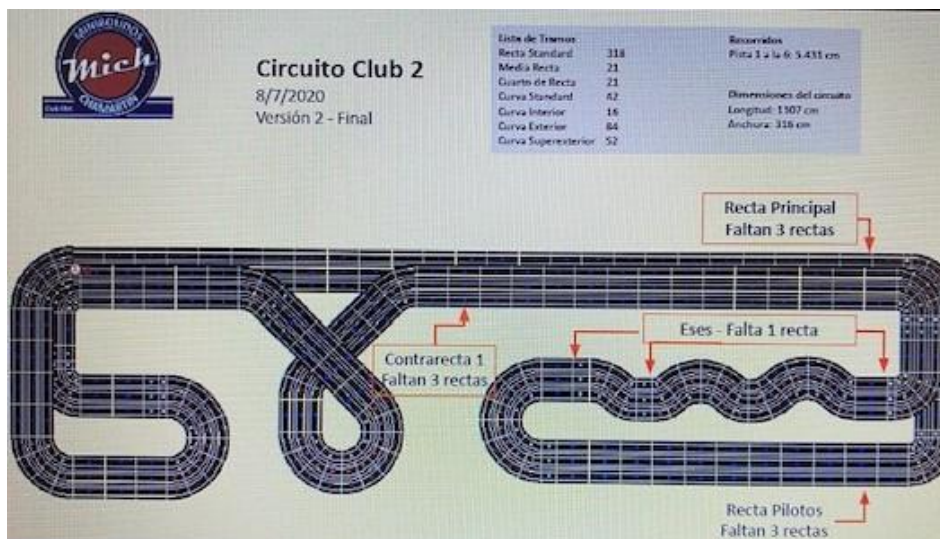 MINIBOLIDOS
Mich
CHAMARTIN
Circuito Club 2
8/7/2020
Versión 2 - Final
Lista de Tramos
Recta Standard 318
Media Recta 21
Cuarto de Recta 21
Curva Standard 42
Curva Interior 16
Curva Exterior 84
Curva Superexterior 52
Recorridos
Pista 1 a la 6: 5.431 cm
Dimensiones del circuito
Longitud: 1307 cm
Anchura: 316 cm
Recta Principal
Faltan 3 rectas
Eses - Falta 1 recta
Contrarecta 1
Faltan 3 rectas
Recta Pilotos
Faltan 3 rectas